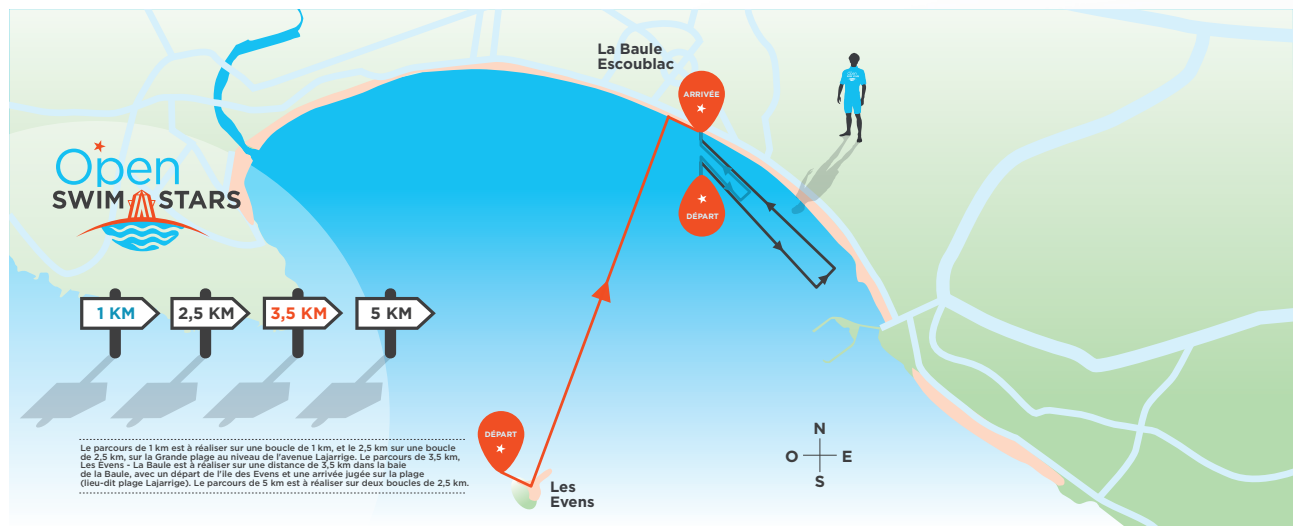 La Baule
Escoublac
ARRIVÉE
DÉPART
Open
SWIM STARS
1 KM
2,5 KM
3,5 KM
5 KM
DÉPART
Le parcours de 1 km est à réaliser sur une boucle de 1 km, et le 2,5 km sur une boucle
de 2,5 km, sur la Grande plage au niveau de l'avenue Lajarrige. Le parcours de 3,5 km,
Les Evens - La Baule est à réaliser sur une distance de 3,5 km dans la baie
de la Baule, avec un départ de l'ile des Evens et une arrivée jugée sur la plage
(lieu-dit plage Lajarrige). Le parcours de 5 km est à réaliser sur deux boucles de 2,5 km.
Les
Evens
N
O E
S